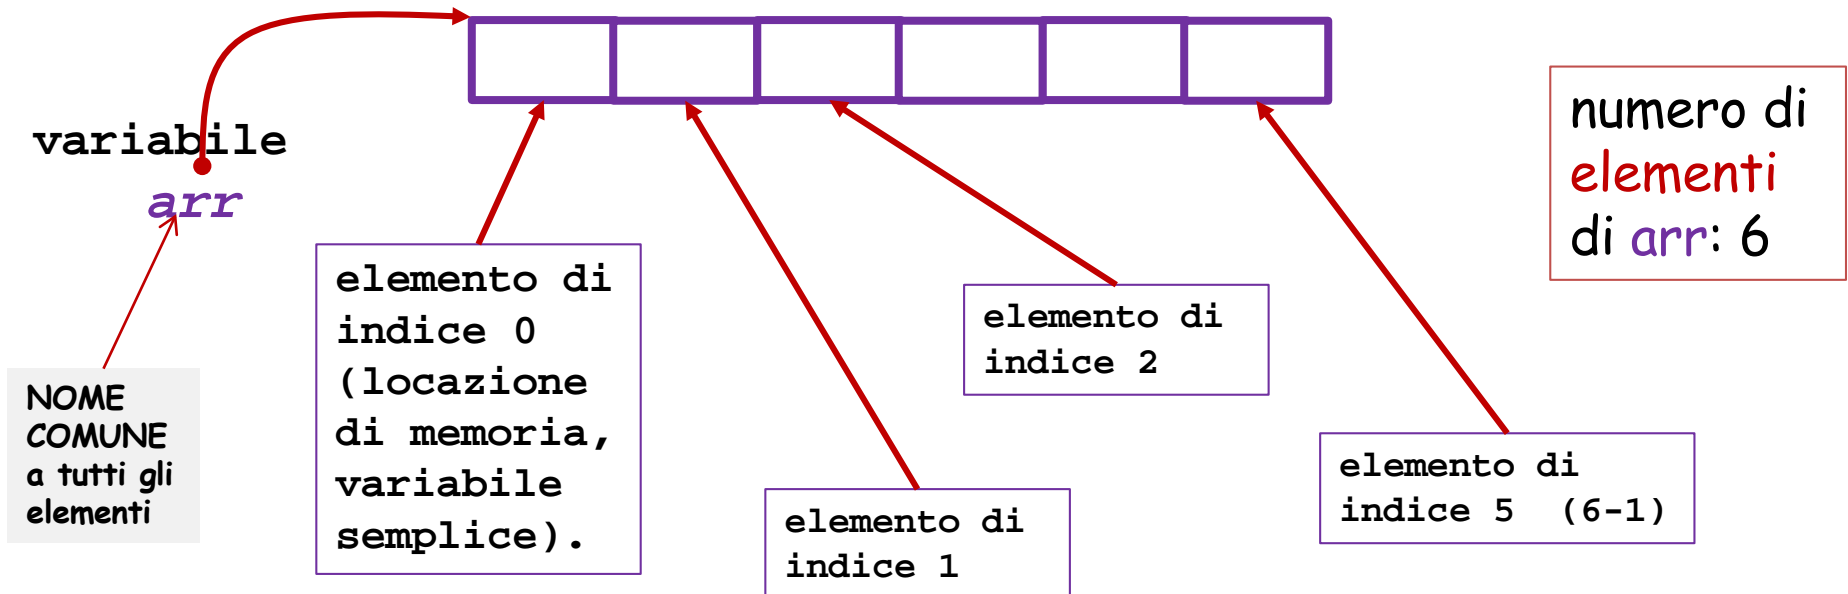 variabile
arr
NOME
COMUNE
a tutti gli
elementi
elemento di
indice 0
(locazione
di memoria,
variabile
semplice).
elemento di
indice 1
elemento di
indice 2
elemento di
indice 5 (6-1)
numero di
elementi
di arr: 6